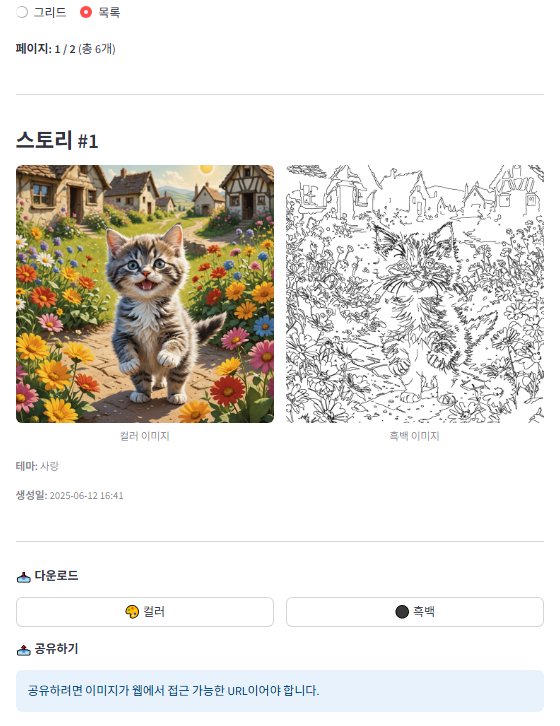 그리드 목록
페이지: 1 / 2 (총 6개)
스토리 #1
컬러 이미지
흑백 이미지
테마: 사랑
생성일: 2025-06-12 16:41
📥 다운로드
🎨 컬러
⚫ 흑백
📤 공유하기
공유하려면 이미지가 웹에서 접근 가능한 URL이어야 합니다.